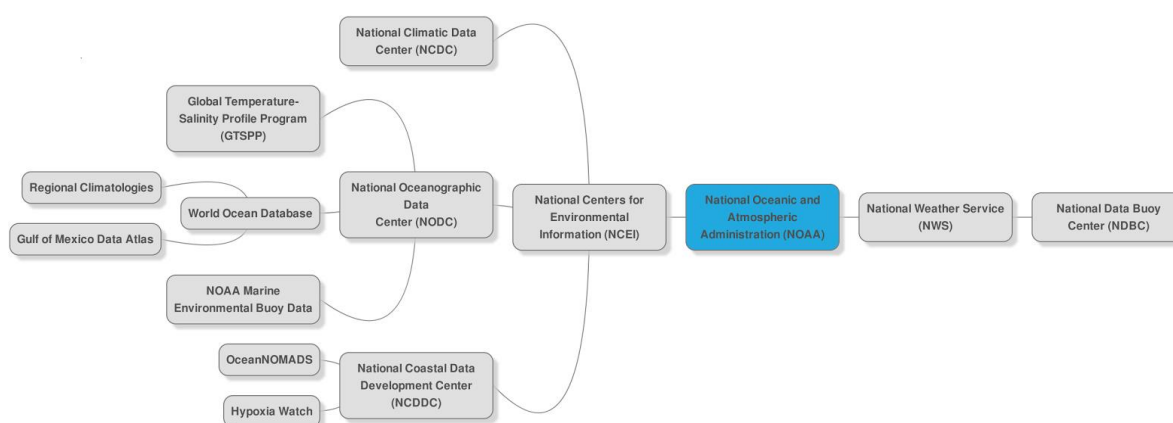 National Climatic Data
Center (NCDC)
Global Temperature-
Salinity Profile Program
(GTSPP)
Regional Climatologies
World Ocean Database
Gulf of Mexico Data Atlas
National Oceanographic
Data
Center (NODC)
NOAA Marine
Environmental Buoy Data
OceanNOMADS
Hypoxia Watch
National Coastal Data
Development Center
(NCDDC)
National Centers for
Environmental
Information (NCEI)
National Oceanic and
Atmospheric
Administration (NOAA)
National Weather Service
(NWS)
National Data Buoy
Center (NDBC)